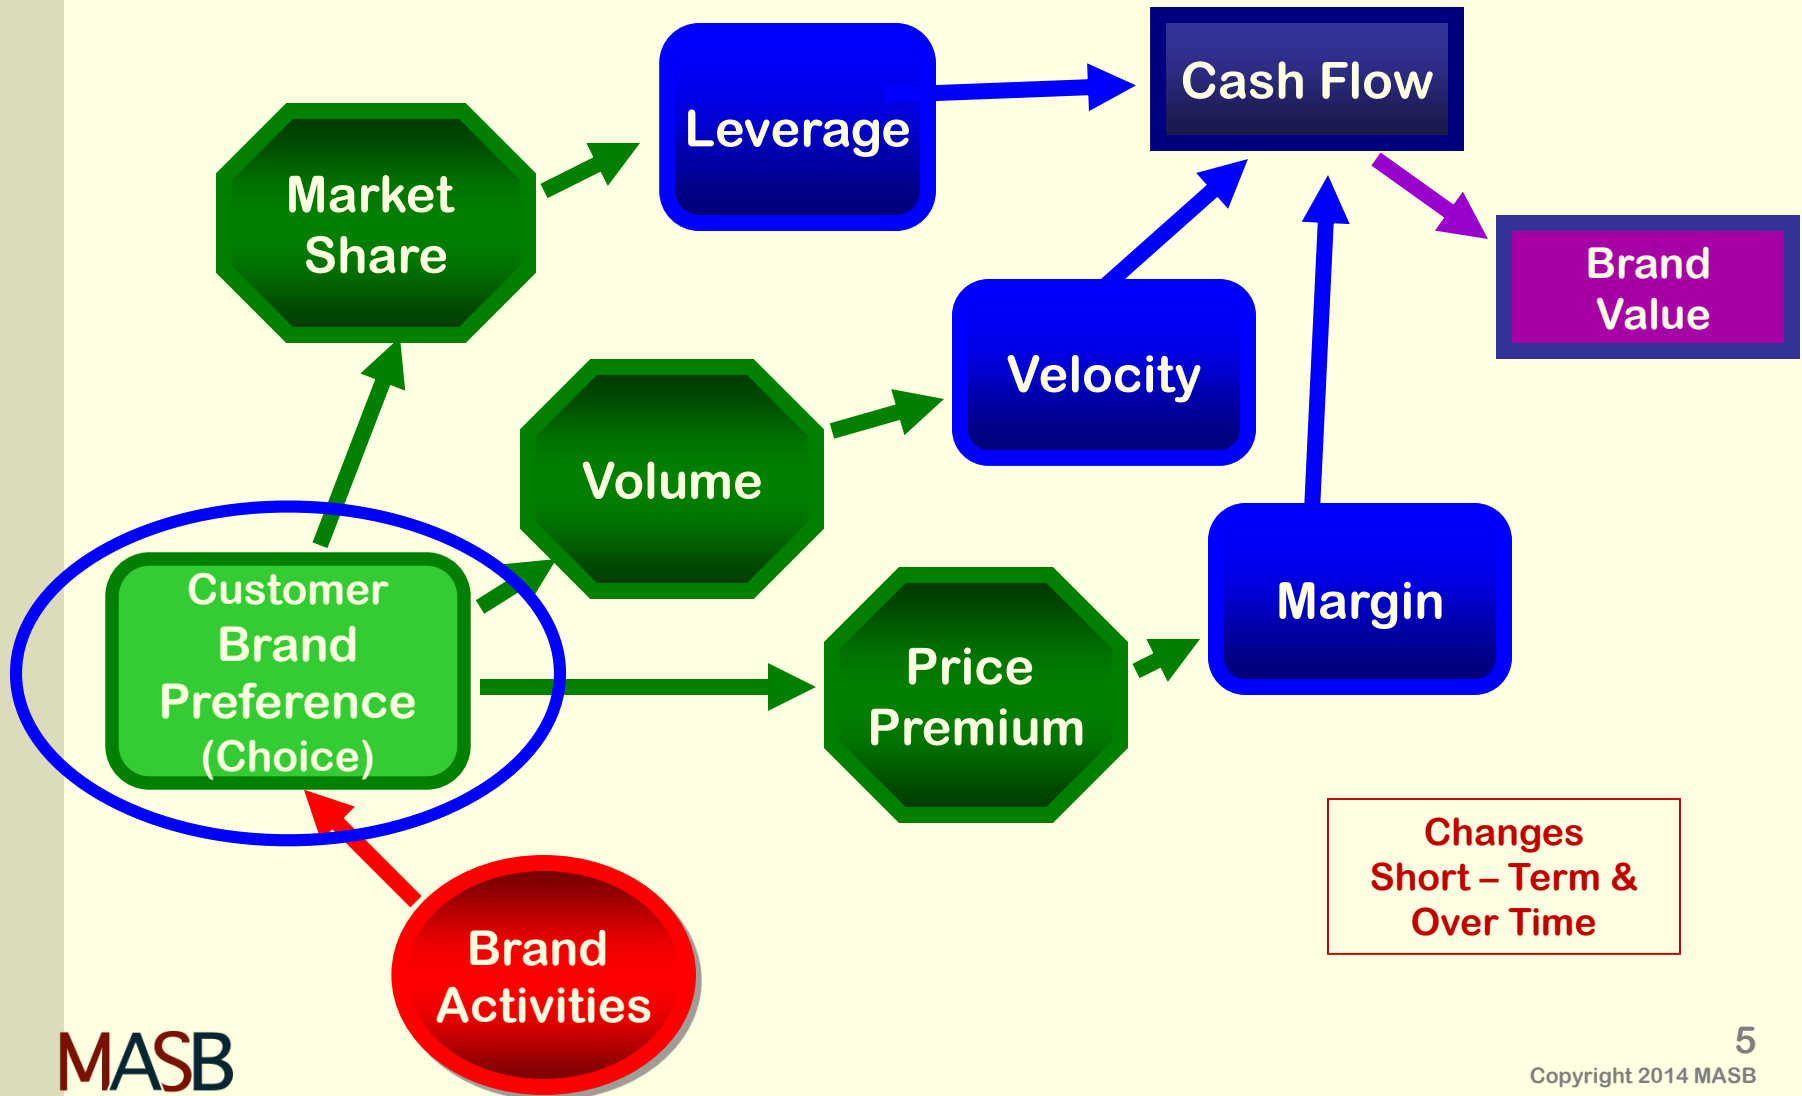 Cash Flow
Leverage
Market
Share
Brand
Value
Velocity
Volume
Customer
Brand
Preference
(Choice)
Margin
Price
Premium
Changes
Short – Term &
Over Time
Brand
Activities
MASB
5
Copyright 2014 MASB